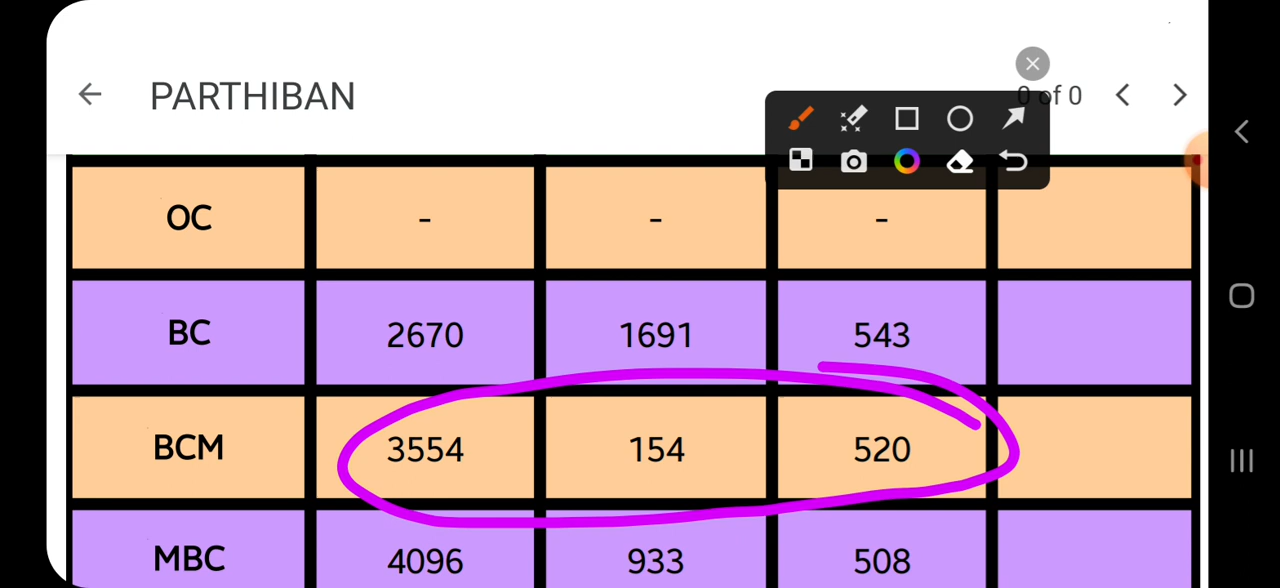 PARTHIBAN
0 of 0
OC - - -
BC 2670 1691 543
BCM 3554 154 520
MBC 4096 933 508